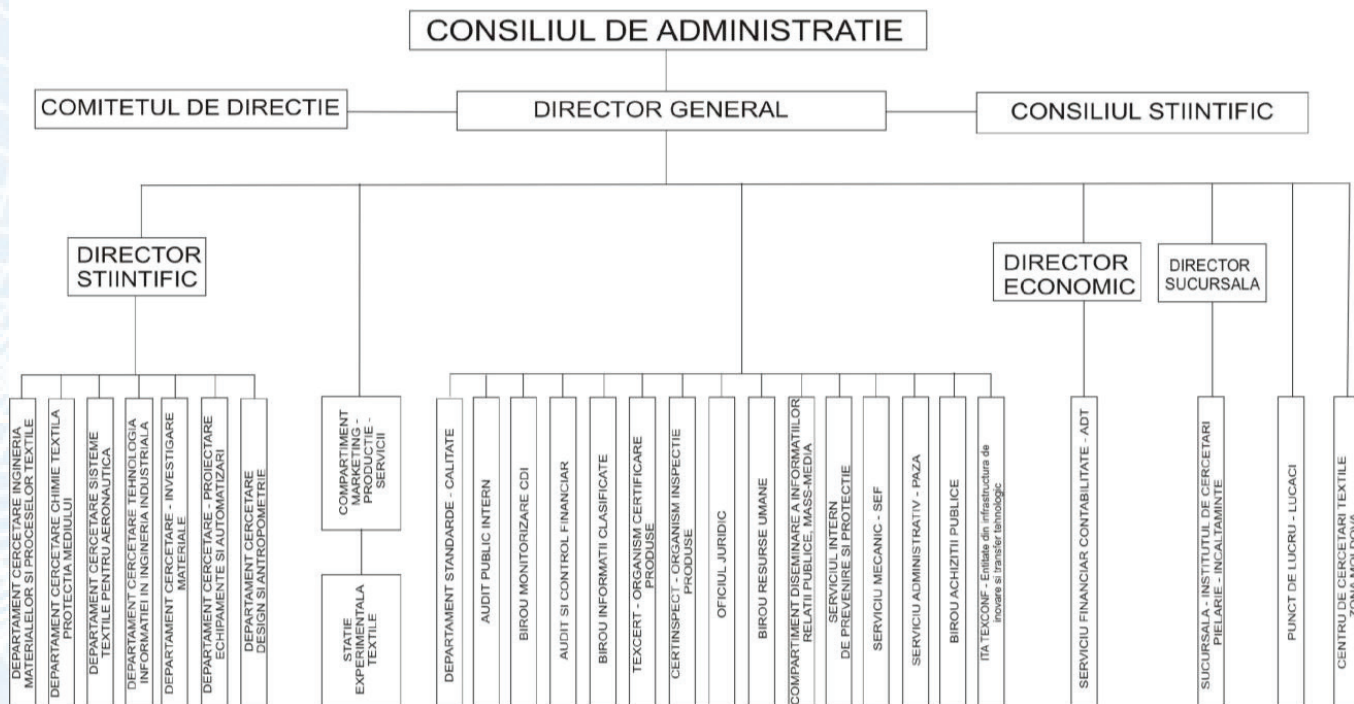 CONSILIUL DE ADMINISTRATIE
COMITETUL DE DIRECTIE
DIRECTOR GENERAL
CONSILIUL STIINTIFIC
DIRECTOR
STIINTIFIC
DIRECTOR
ECONOMIC
DIRECTOR
SUCURSALA
DEPARTAMENT CERCETARE INGINERIA
MATERIALELOR SI PROCESELOR TEXTILE
DEPARTAMENT CERCETARE CHIMIE TEXTILA
PROTECTIA MEDIULUI
DEPARTAMENT CERCETARE SISTEME
TEXTILE PENTRU AERONAUTICA
DEPARTAMENT CERCETARE TEHNOLOGIA
INFORMATIEI IN INGINERIA INDUSTRIALA
DEPARTAMENT CERCETARE - INVESTIGARE
MATERIALE
DEPARTAMENT CERCETARE - PROIECTARE
ECHIPAMENTE SI AUTOMATIZARI
DEPARTAMENT CERCETARE
DESIGN SI ANTROPOMETRIE
COMPARTIMENT
MARKETING -
PRODUCTIE -
SERVICII
STATIE
EXPERIMENTALA
TEXTILE
DEPARTAMENT STANDARDE - CALITATE
AUDIT PUBLIC INTERN
BIROU MONITORIZARE CDI
AUDIT SI CONTROL FINANCIAR
BIROU INFORMATII CLASIFICATE
TEXCERT - ORGANISM CERTIFICARE
PRODUSE
CERTINSPECT - ORGANISM INSPECTIE
PRODUSE
OFICIUL JURIDIC
BIROU RESURSE UMANE
COMPARTIMENT DISEMINARE A INFORMATIILOR
RELATII PUBLICE, MASS-MEDIA
SERVICIUL INTERN
DE PREVENIRE SI PROTECTIE
SERVICIU MECANIC - SEF
SERVICIU ADMINISTRATIV - PAZA
BIROU ACHIZITII PUBLICE
ITA TEXCONF - Entitate din infrastructura de
inovare si transfer tehnologic
SERVICIU FINANCIAR CONTABILITATE - ADT
SUCURSALA - INSTITUTUL DE CERCETARI
PIELARIE - INCALTAMINTE
PUNCT DE LUCRU - LUCACI
CENTRU DE CERCETARI TEXTILE
ZONA MOLDOVA